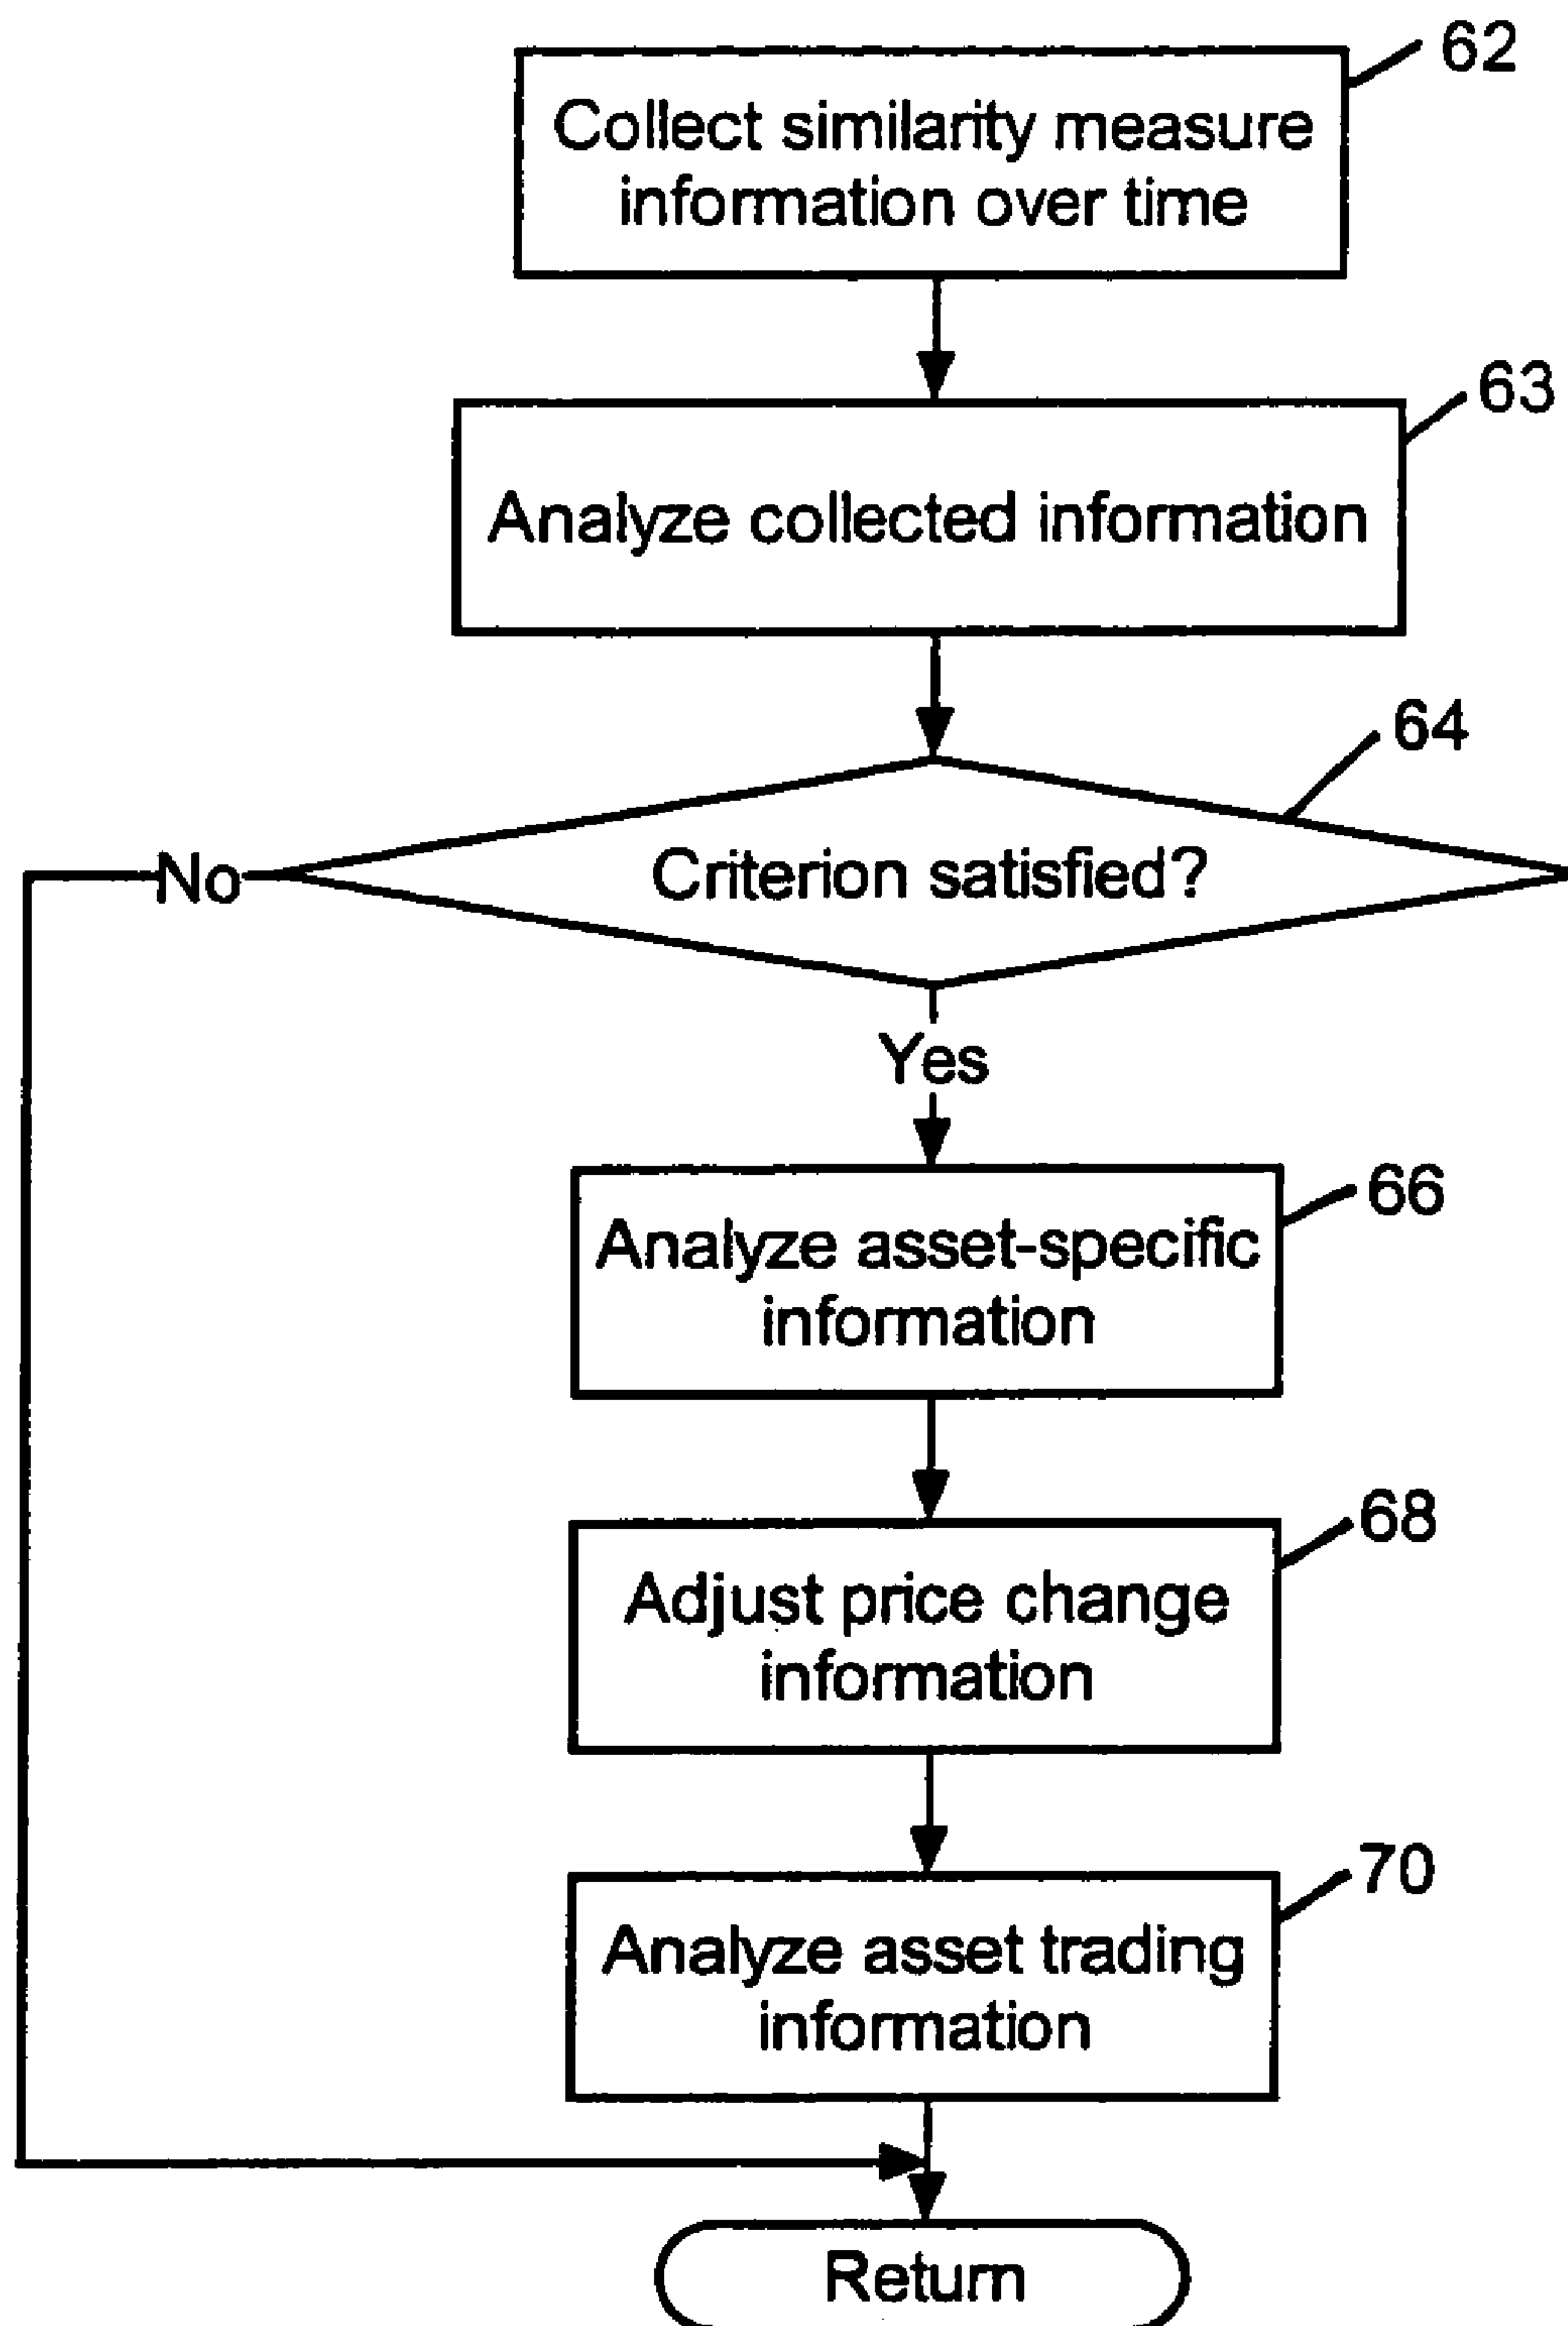 62
Collect similarity measure
information over time
63
Analyze collected information
64
Criterion satisfied?
No
Yes
66
Analyze asset-specific
information
68
Adjust price change
information
70
Analyze asset trading
information
Return